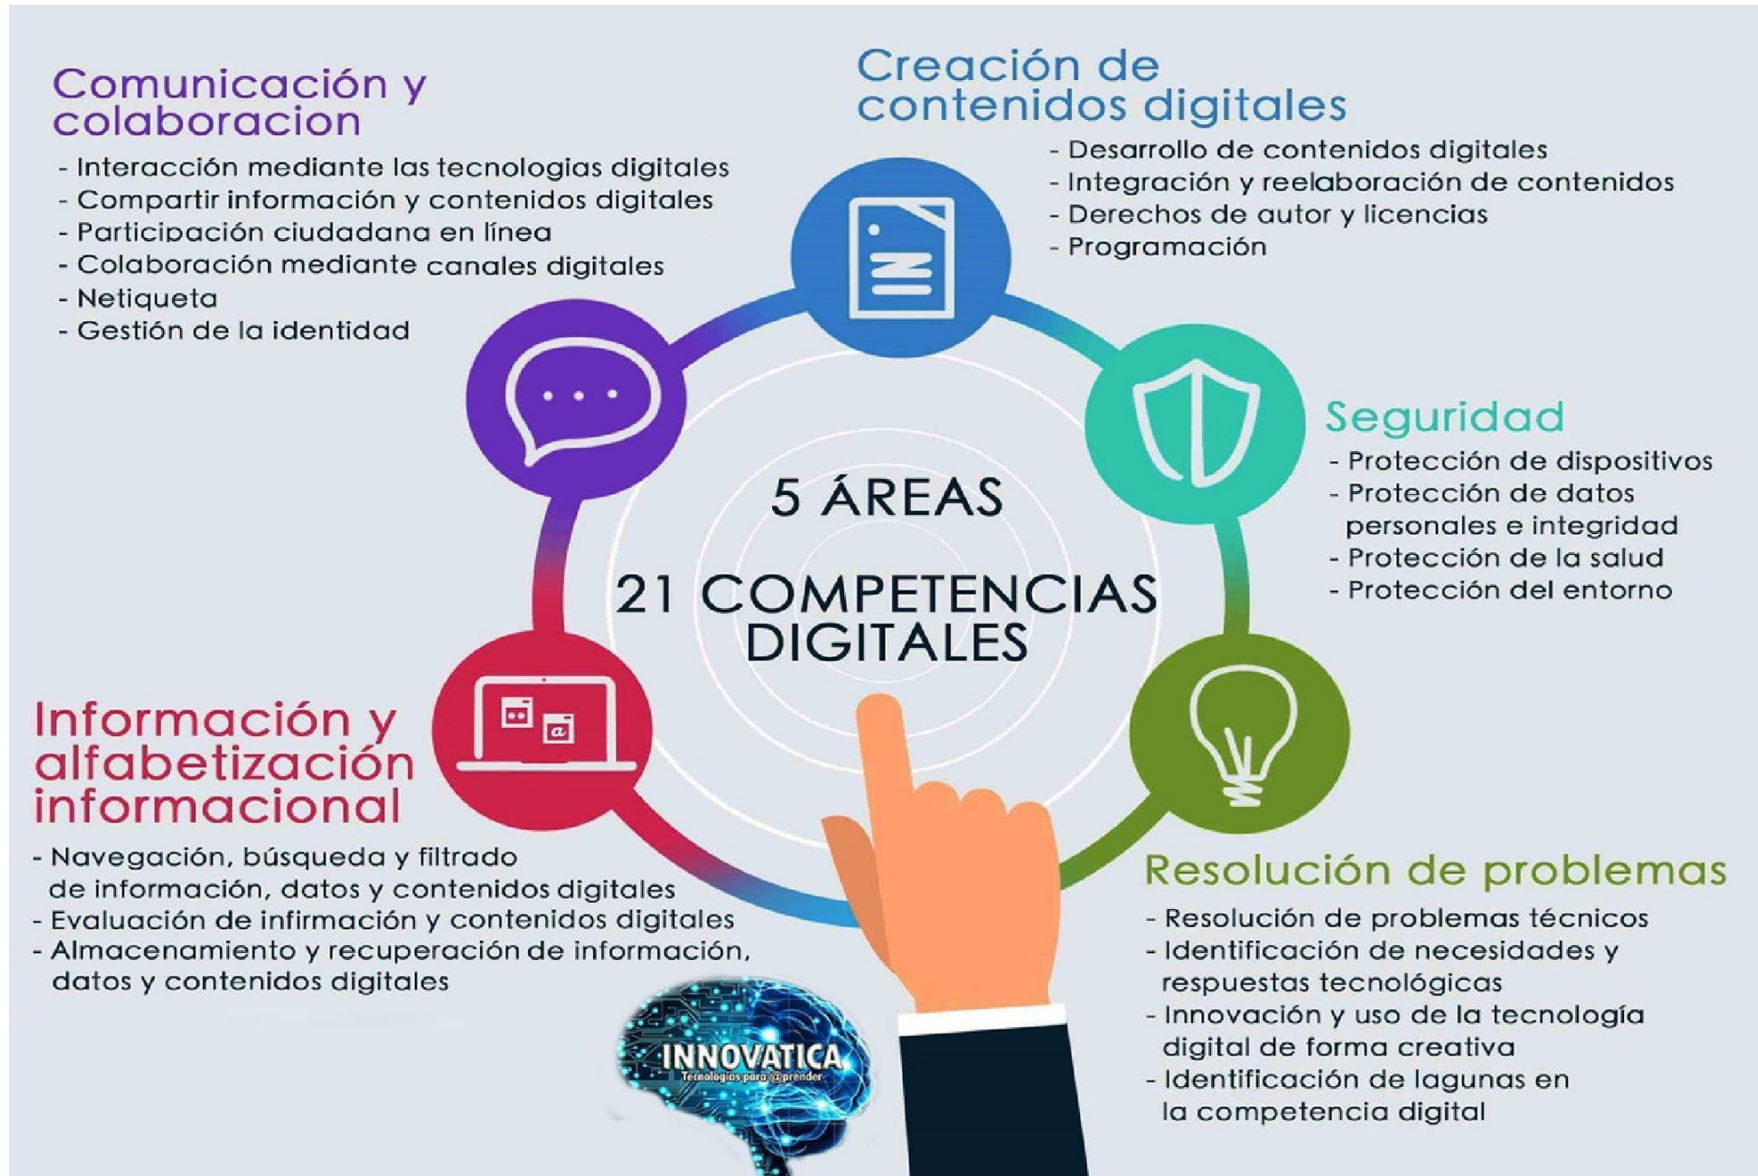 Comunicación y
colaboracion
- Interacción mediante las tecnologias digitales
- Compartir información y contenidos digitales
- Participación ciudadana en línea
- Colaboración mediante canales digitales
- Netiqueta
- Gestión de la identidad
Creación de
contenidos digitales
- Desarrollo de contenidos digitales
- Integración y reelaboración de contenidos
- Derechos de autor y licencias
- Programación
Seguridad
- Protección de dispositivos
- Protección de datos
personales e integridad
- Protección de la salud
- Protección del entorno
5 ÁREAS
21 COMPETENCIAS
DIGITALES
Información y
alfabetización
informacional
- Navegación, búsqueda y filtrado
de información, datos y contenidos digitales
- Evaluación de infirmación y contenidos digitales
- Almacenamiento y recuperación de información,
datos y contenidos digitales
Resolución de problemas
- Resolución de problemas técnicos
- Identificación de necesidades y
respuestas tecnológicas
- Innovación y uso de la tecnología
digital de forma creativa
- Identificación de lagunas en
la competencia digital
@
INNOVATICA
Tecnologías para @prender